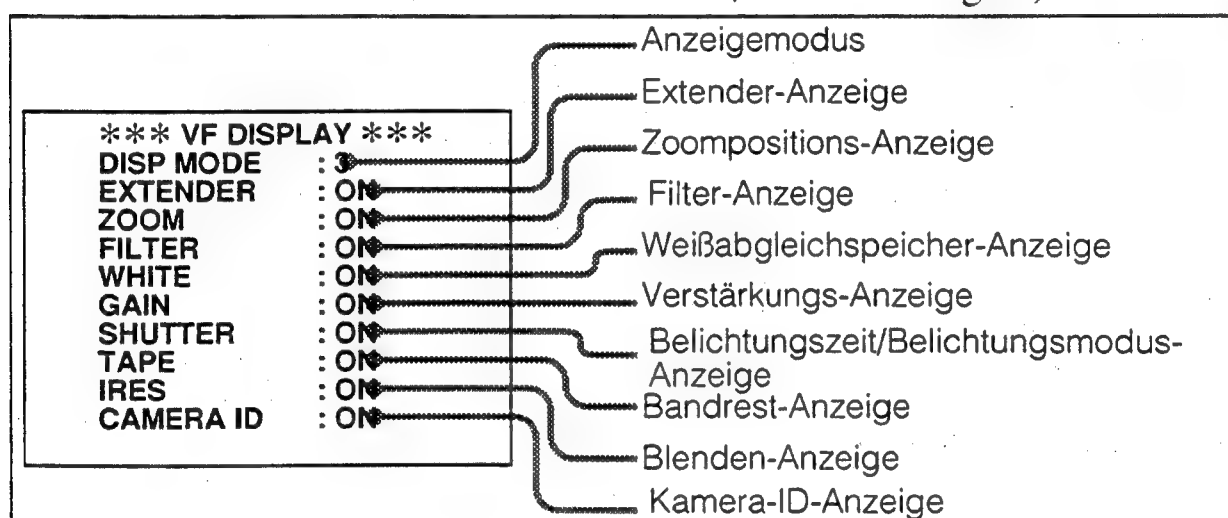 *** VF DISPLAY ***
DISP MODE : 3
EXTENDER : ON
ZOOM : ON
FILTER : ON
WHITE : ON
GAIN : ON
SHUTTER : ON
TAPE : ON
IRES : ON
CAMERA ID : ON
Anzeigemodus
Extender-Anzeige
Zoompositions-Anzeige
Filter-Anzeige
Weißabgleichspeicher-Anzeige
Verstärkungs-Anzeige
Belichtungszeit/Belichtungsmodus-
Anzeige
Bandrest-Anzeige
Blenden-Anzeige
Kamera-ID-Anzeige